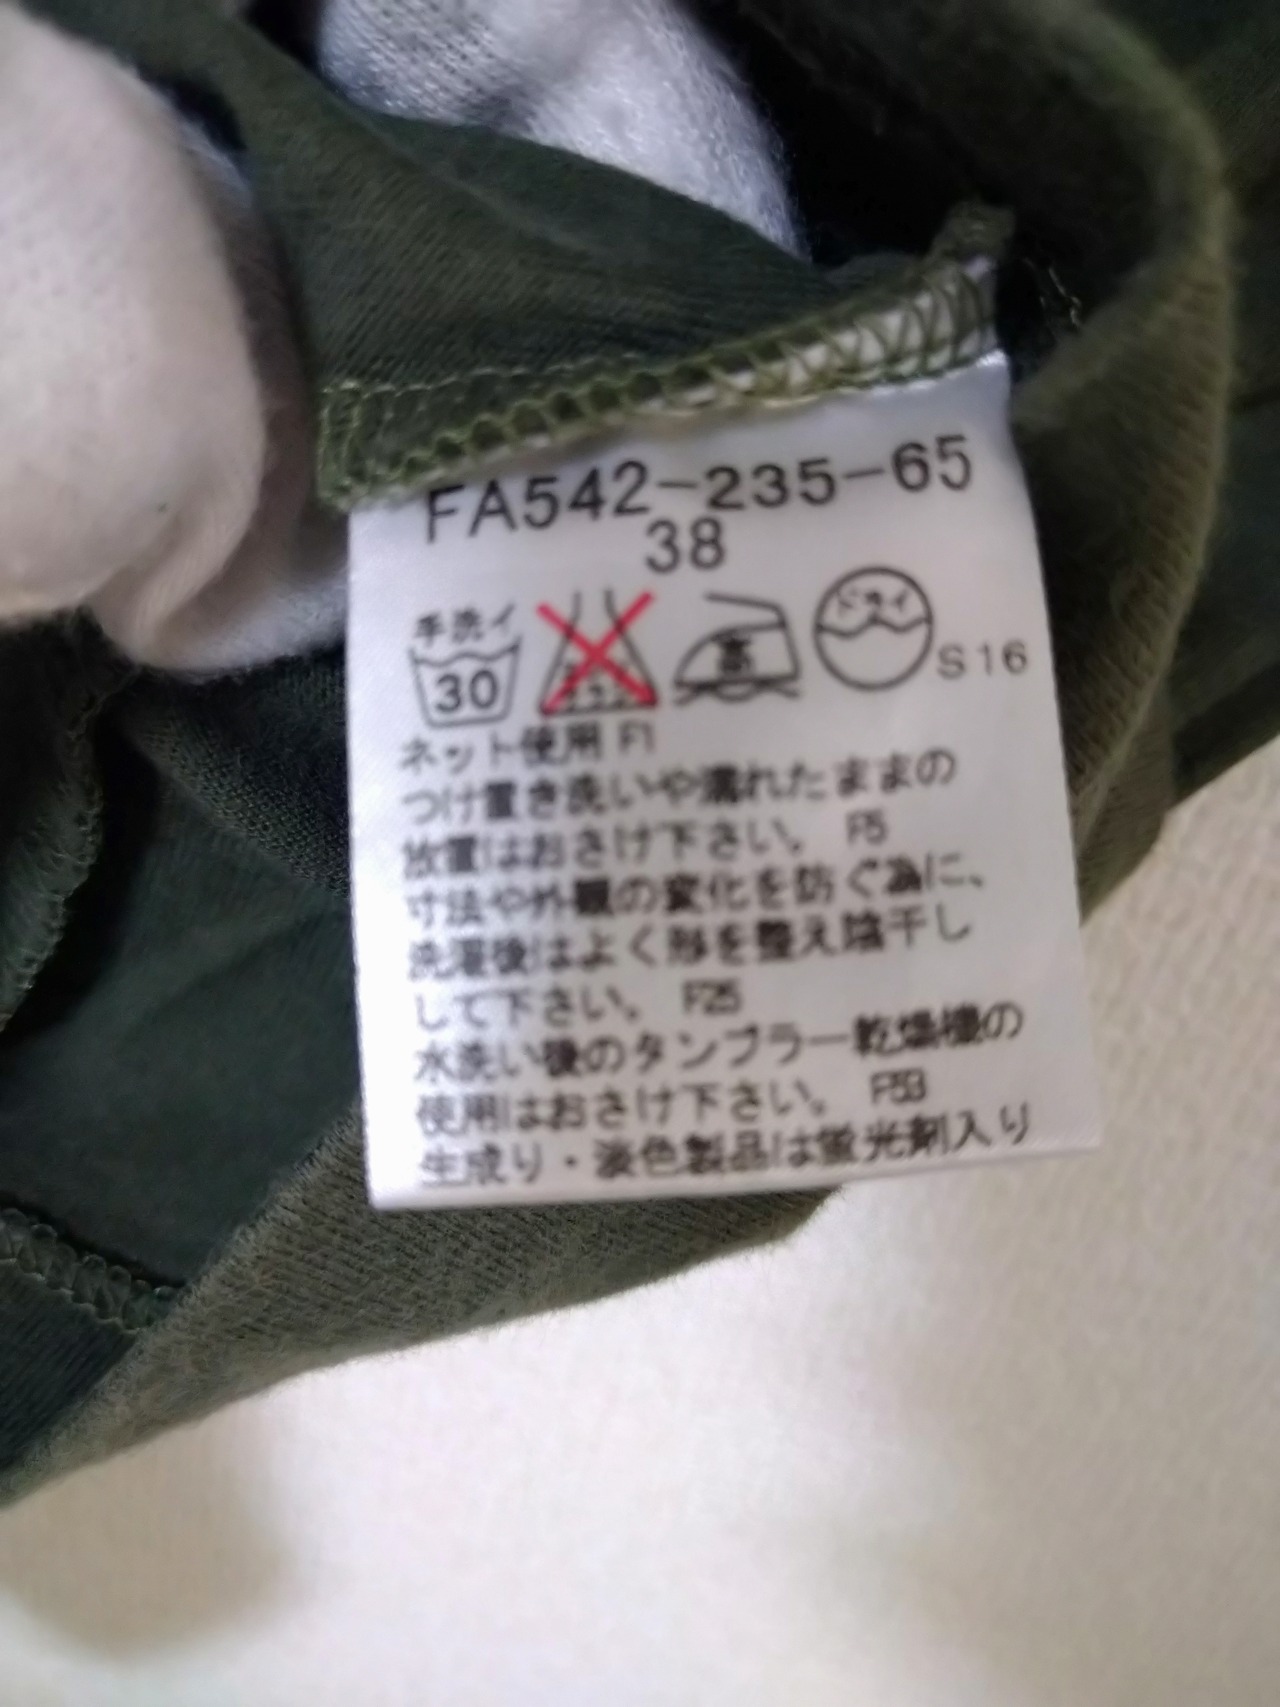 FA542-235-65
38
手洗イ
30
高
ドライ
S16
ネット使用 F1
つけ置き洗いや濡れたままの
放置はおさけ下さい。 F5
寸法や外観の変化を防ぐ為に、
洗濯後はよく形を整え陰干し
して下さい。 F25
水洗い後のタンブラー乾燥機の
使用はおさけ下さい。 F53
生成り・淡色製品は蛍光剤入り